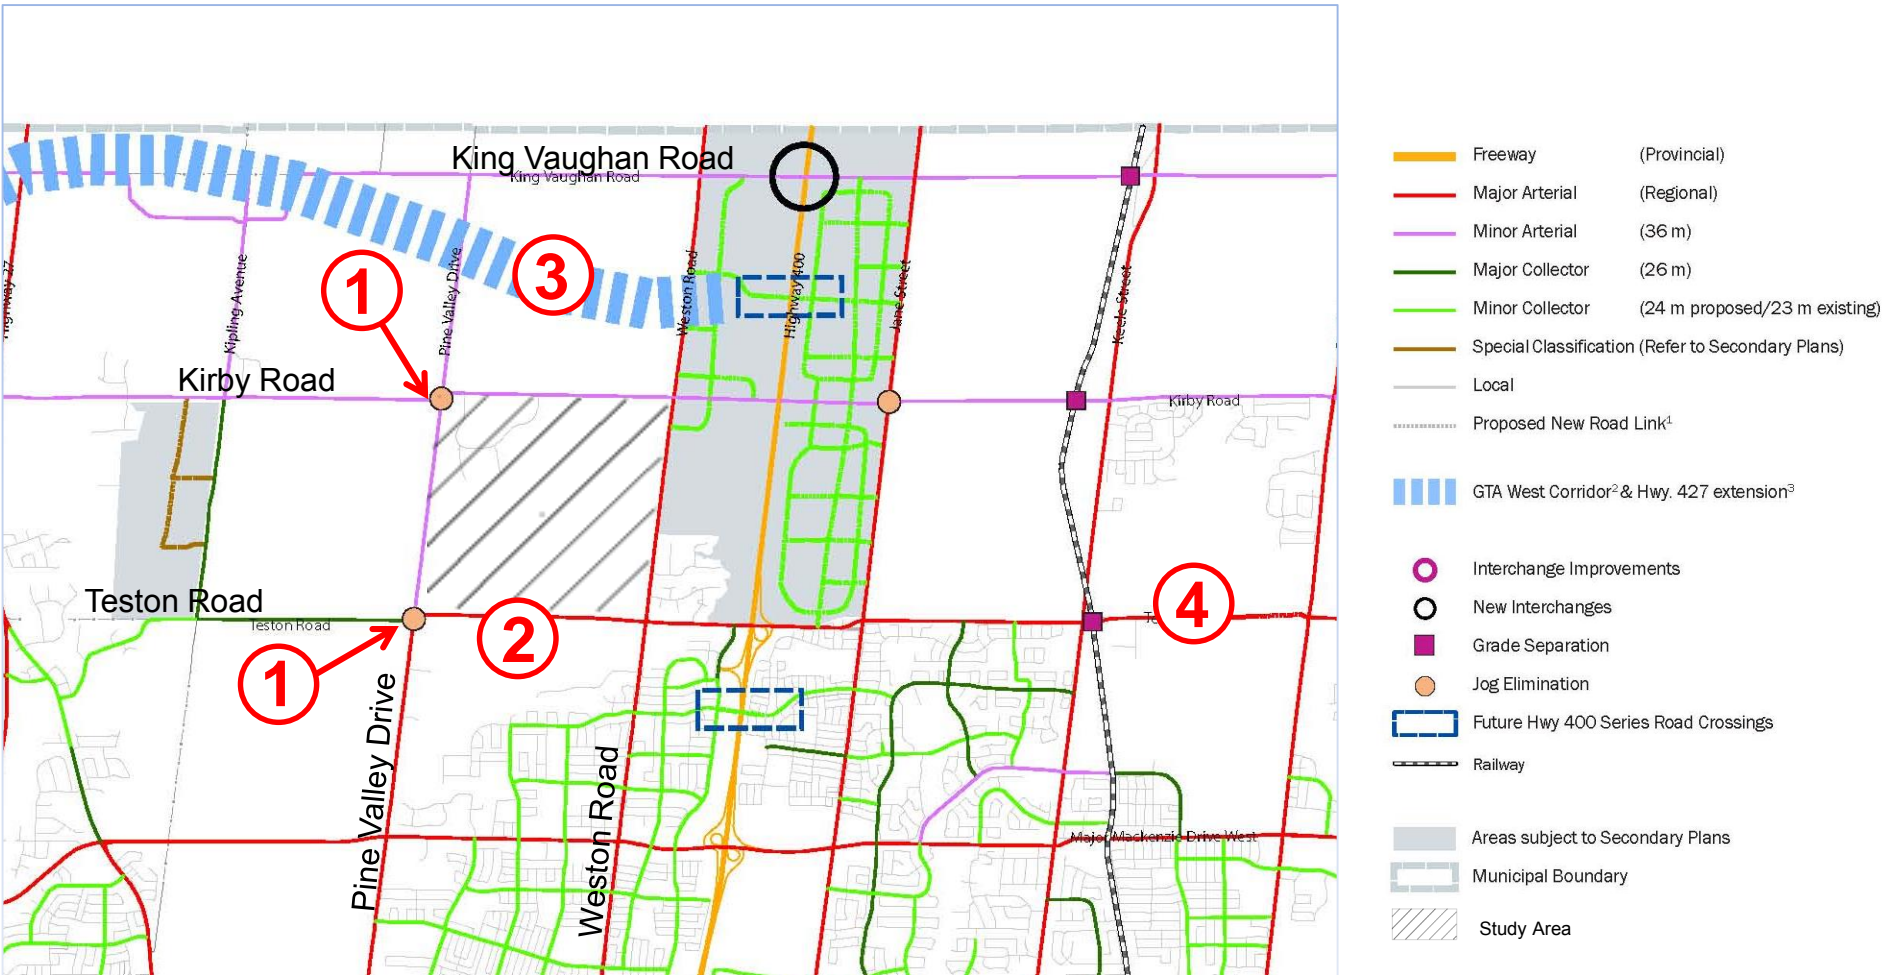 King Vaughan Road
King Vaughan Road
Kipling Avenue
Pine Valley Drive
Weston Road
Highway 400
Jane Street
Keele Street
1
3
Kirby Road
Kirby Road
Teston Road
Teston Road
1
2
4
Pine Valley Drive
Weston Road
Major Mackenzie Drive West
Freeway (Provincial)
Major Arterial (Regional)
Minor Arterial (36 m)
Major Collector (26 m)
Minor Collector (24 m proposed/23 m existing)
Special Classification (Refer to Secondary Plans)
Local
Proposed New Road Link¹
GTA West Corridor² & Hwy. 427 extension³
Interchange Improvements
New Interchanges
Grade Separation
Jog Elimination
Future Hwy 400 Series Road Crossings
Railway
Areas subject to Secondary Plans
Municipal Boundary
Study Area